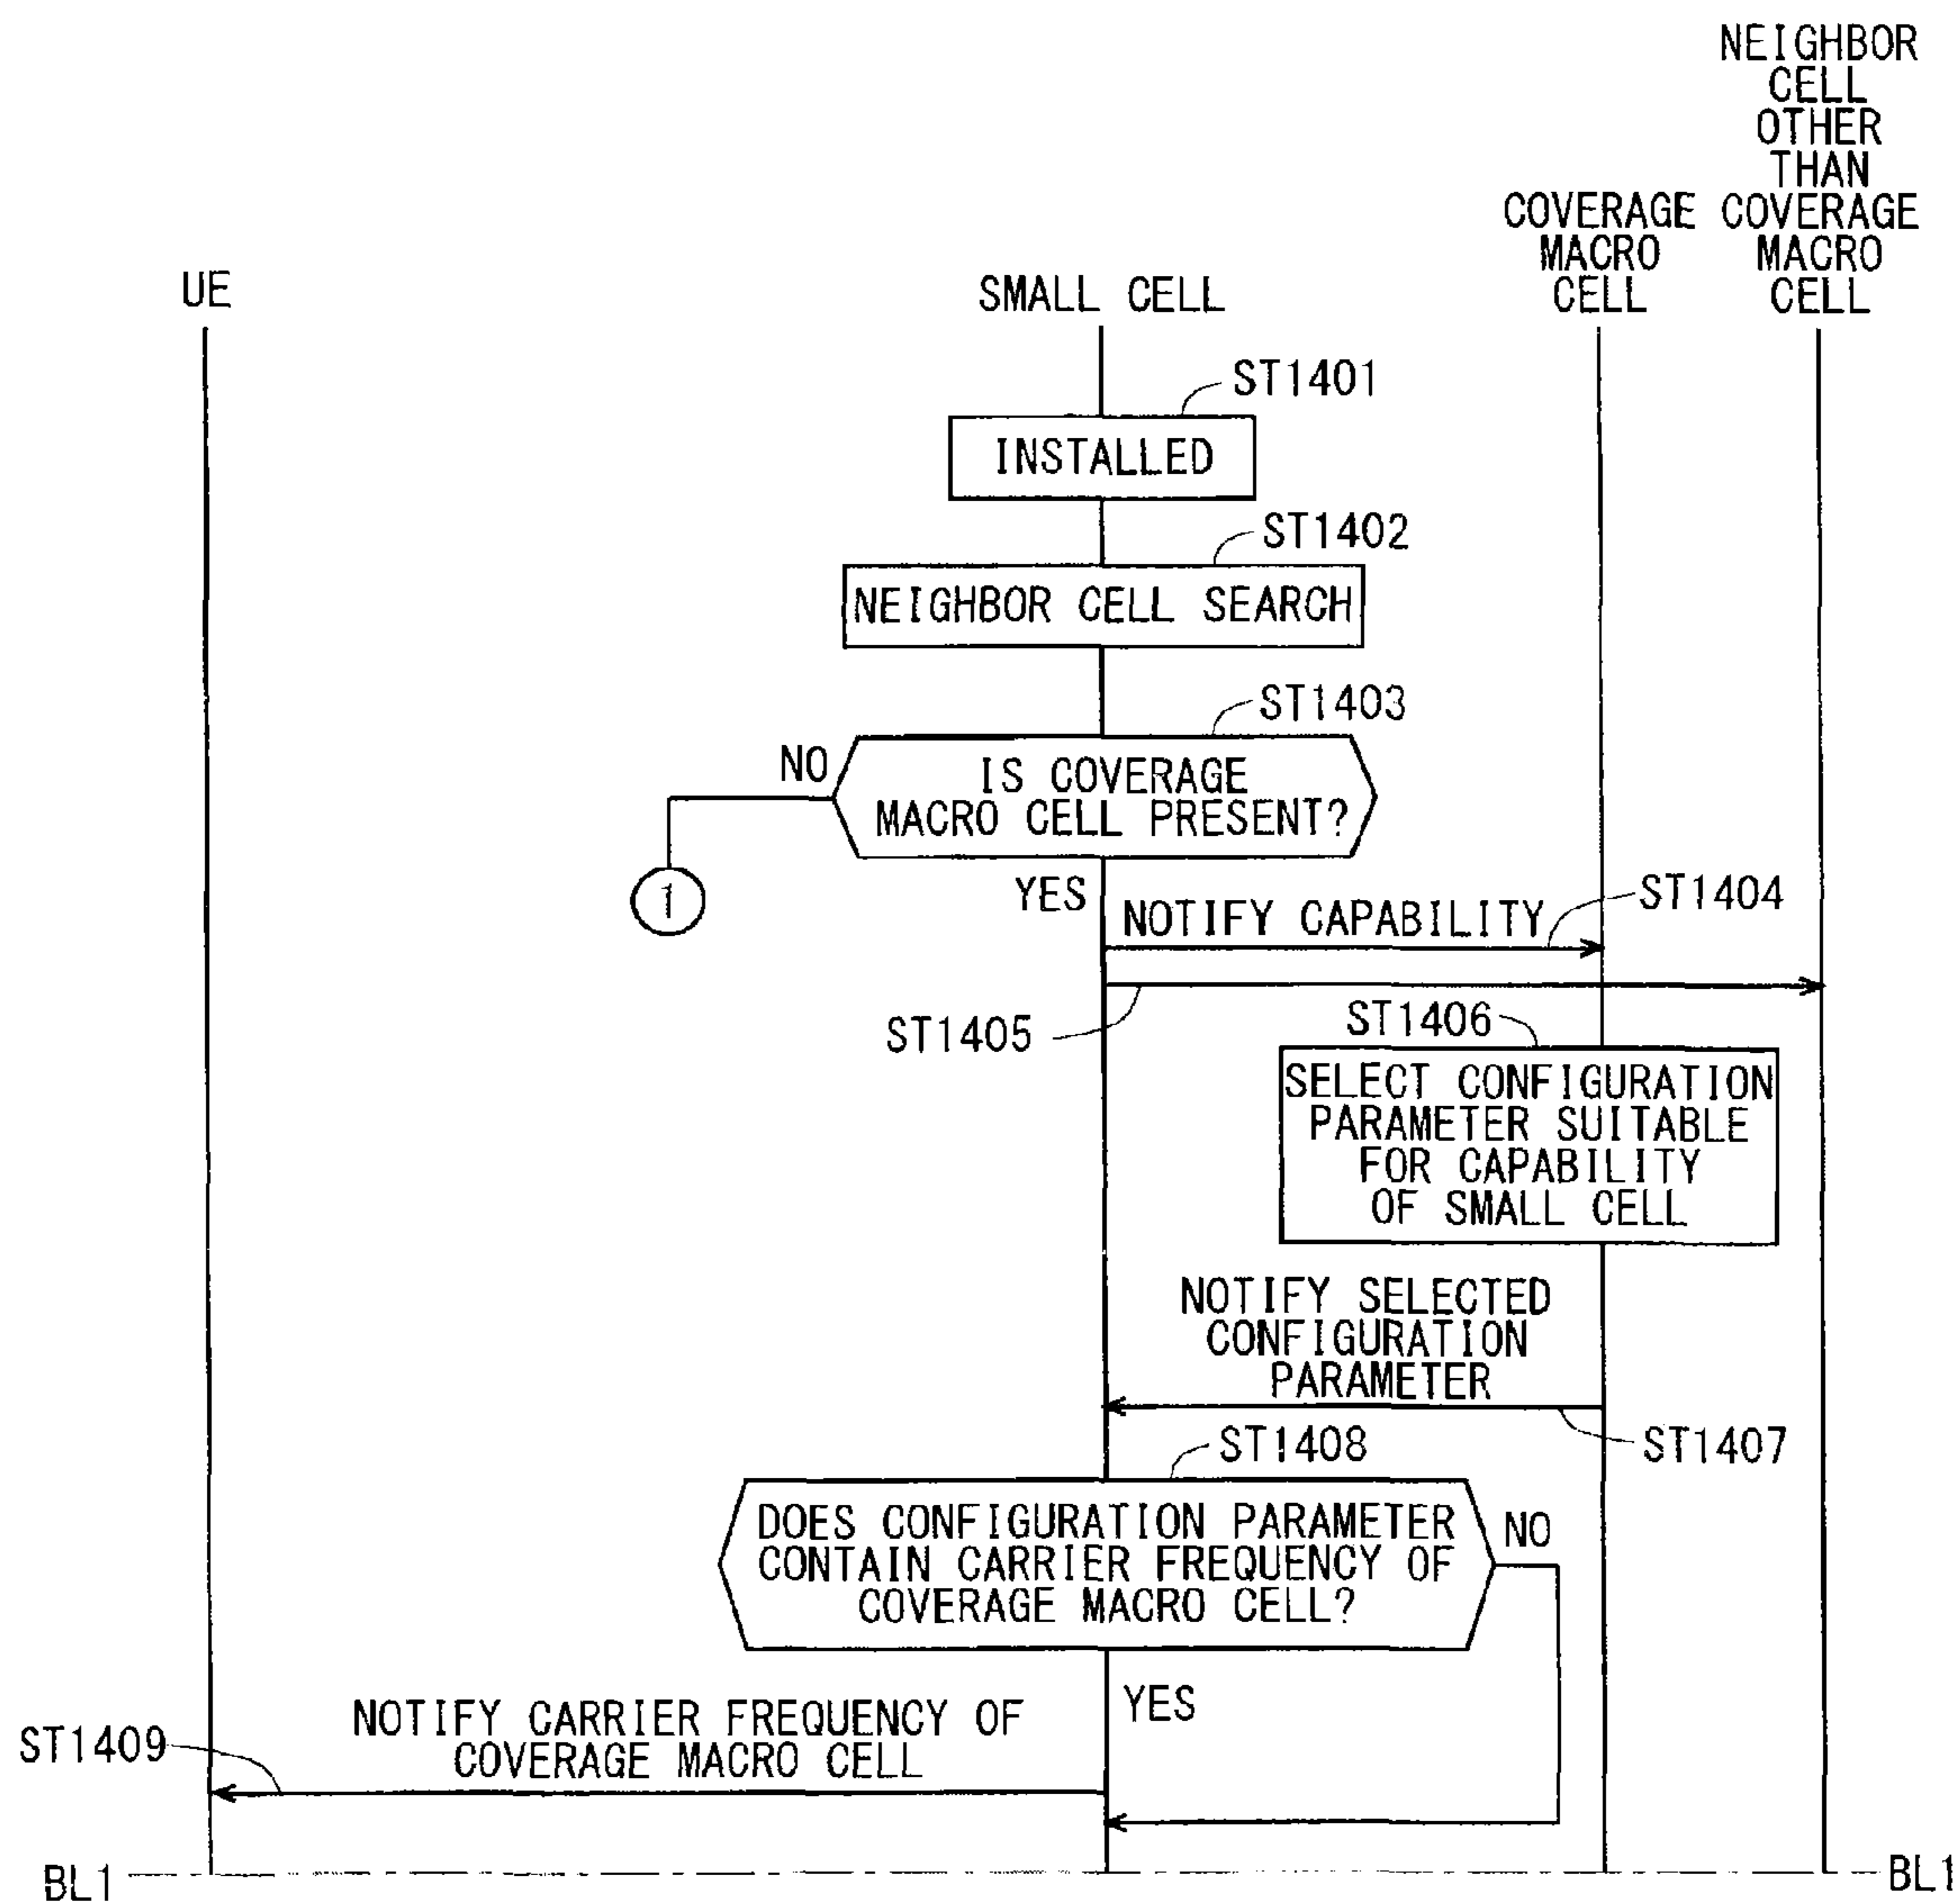 NEIGHBOR
CELL
OTHER
THAN
COVERAGE
MACRO
CELL
COVERAGE
MACRO
CELL
UE
SMALL CELL
ST1401
INSTALLED
ST1402
NEIGHBOR CELL SEARCH
ST1403
NO
IS COVERAGE
MACRO CELL PRESENT?
1
YES
ST1404
NOTIFY CAPABILITY
ST1405
ST1406
SELECT CONFIGURATION
PARAMETER SUITABLE
FOR CAPABILITY
OF SMALL CELL
NOTIFY SELECTED
CONFIGURATION
PARAMETER
ST1407
ST1408
DOES CONFIGURATION PARAMETER
CONTAIN CARRIER FREQUENCY OF
COVERAGE MACRO CELL?
NO
YES
NOTIFY CARRIER FREQUENCY OF
COVERAGE MACRO CELL
ST1409
BL1
BL1